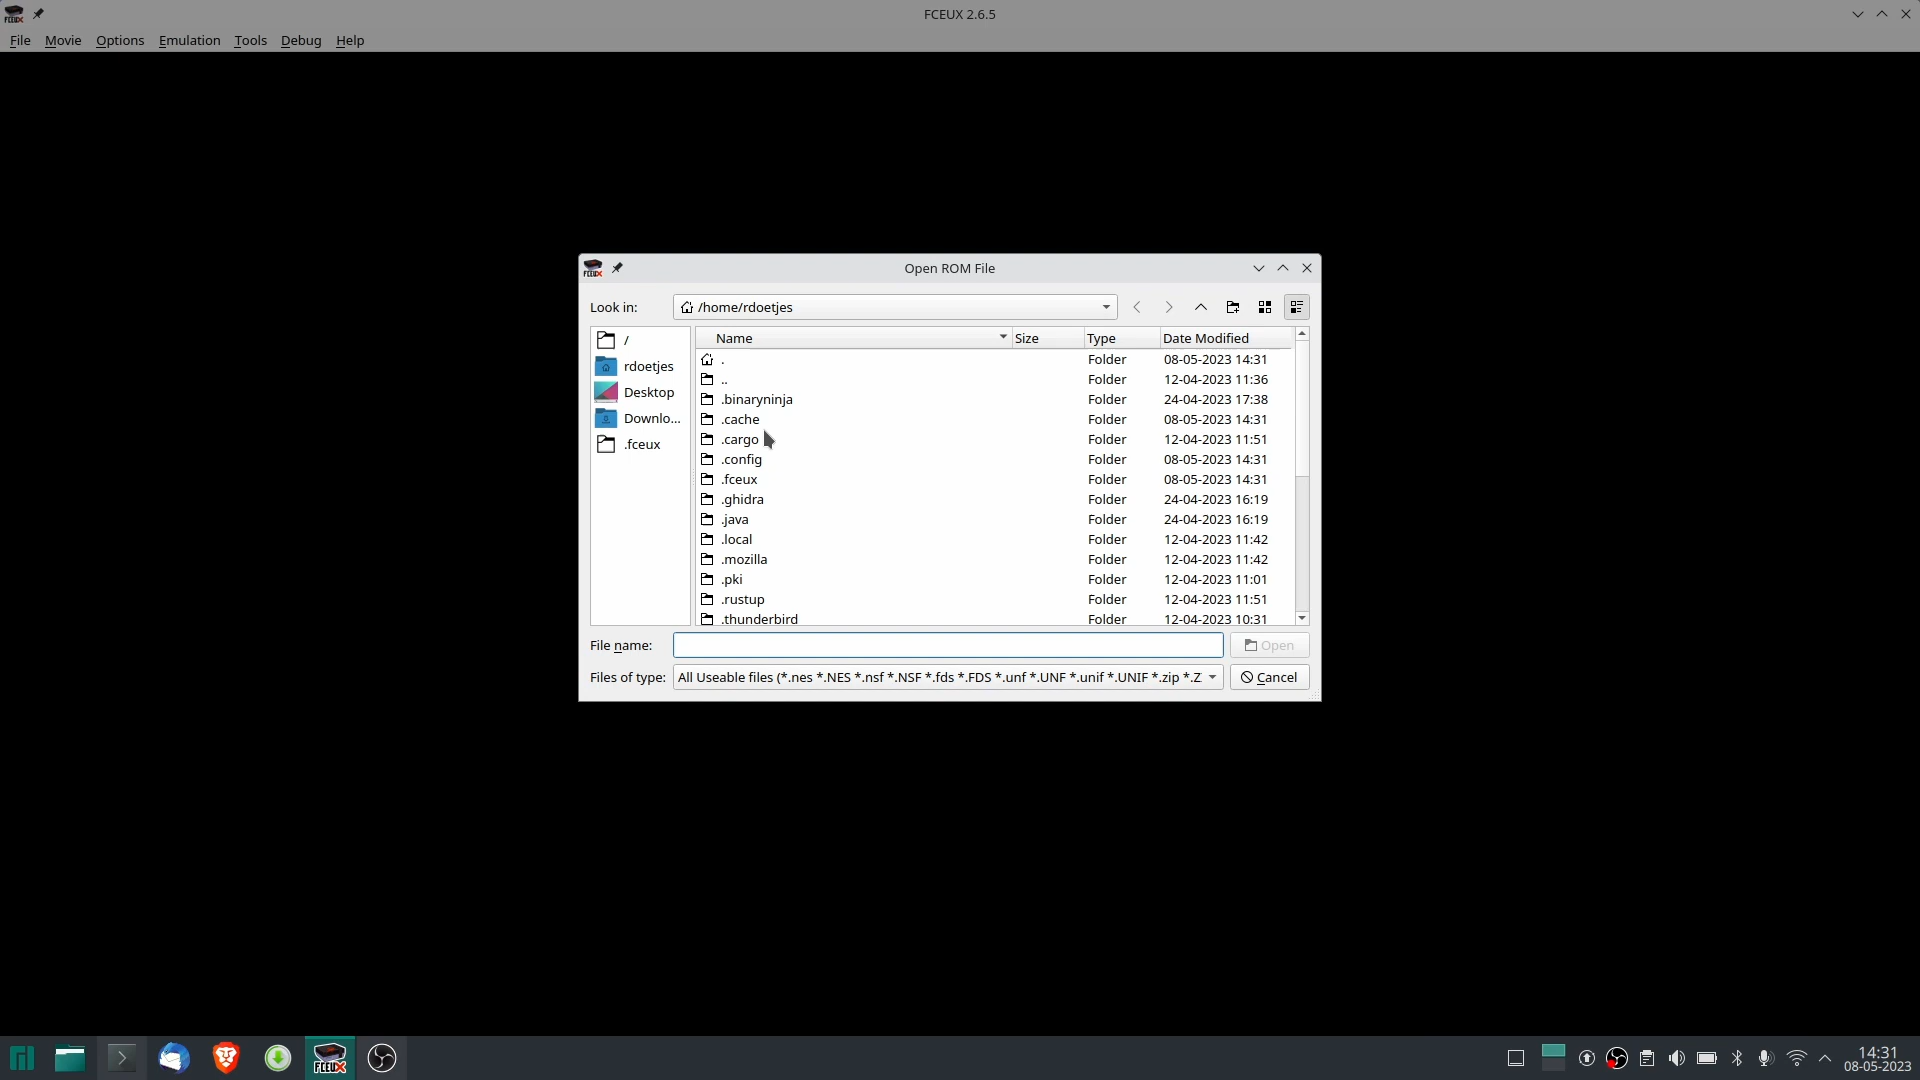 FCEUX 2.6.5
File Movie Options Emulation Tools Debug Help
Open ROM File
Look in: /home/rdoetjes
Name Size Type Date Modified
/
rdoetjes
Desktop
Downlo...
.fceux
. Folder 08-05-2023 14:31
.. Folder 12-04-2023 11:36
.binaryninja Folder 24-04-2023 17:38
.cache Folder 08-05-2023 14:31
.cargo Folder 12-04-2023 11:51
.config Folder 08-05-2023 14:31
.fceux Folder 08-05-2023 14:31
.ghidra Folder 24-04-2023 16:19
.java Folder 24-04-2023 16:19
.local Folder 12-04-2023 11:42
.mozilla Folder 12-04-2023 11:42
.pki Folder 12-04-2023 11:01
.rustup Folder 12-04-2023 11:51
.thunderbird Folder 12-04-2023 10:31
File name: Open
Files of type: All Useable files (*.nes *.NES *.nsf *.NSF *.fds *.FDS *.unf *.UNF *.unif *.UNIF *.zip *.Z Cancel
FCEUX
14:31
08-05-2023